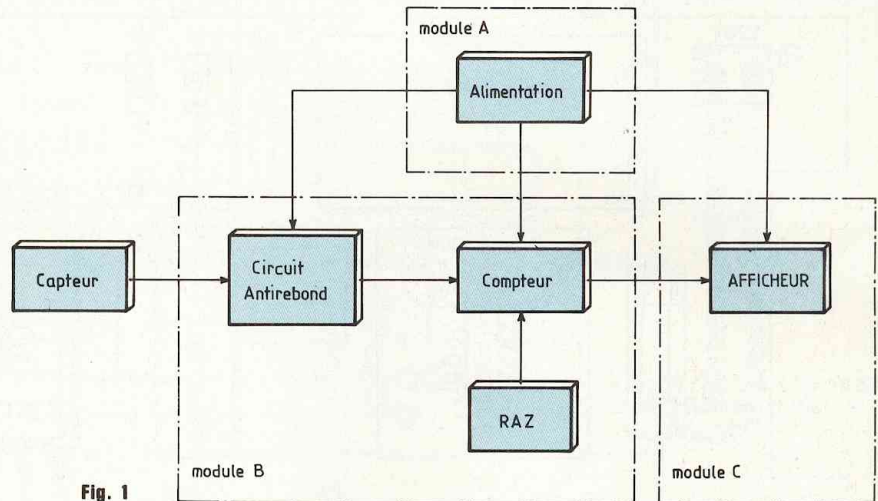 module A
Alimentation
Capteur
Circuit
Antirebond
Compteur
AFFICHEUR
RAZ
module B
module C
Fig. 1